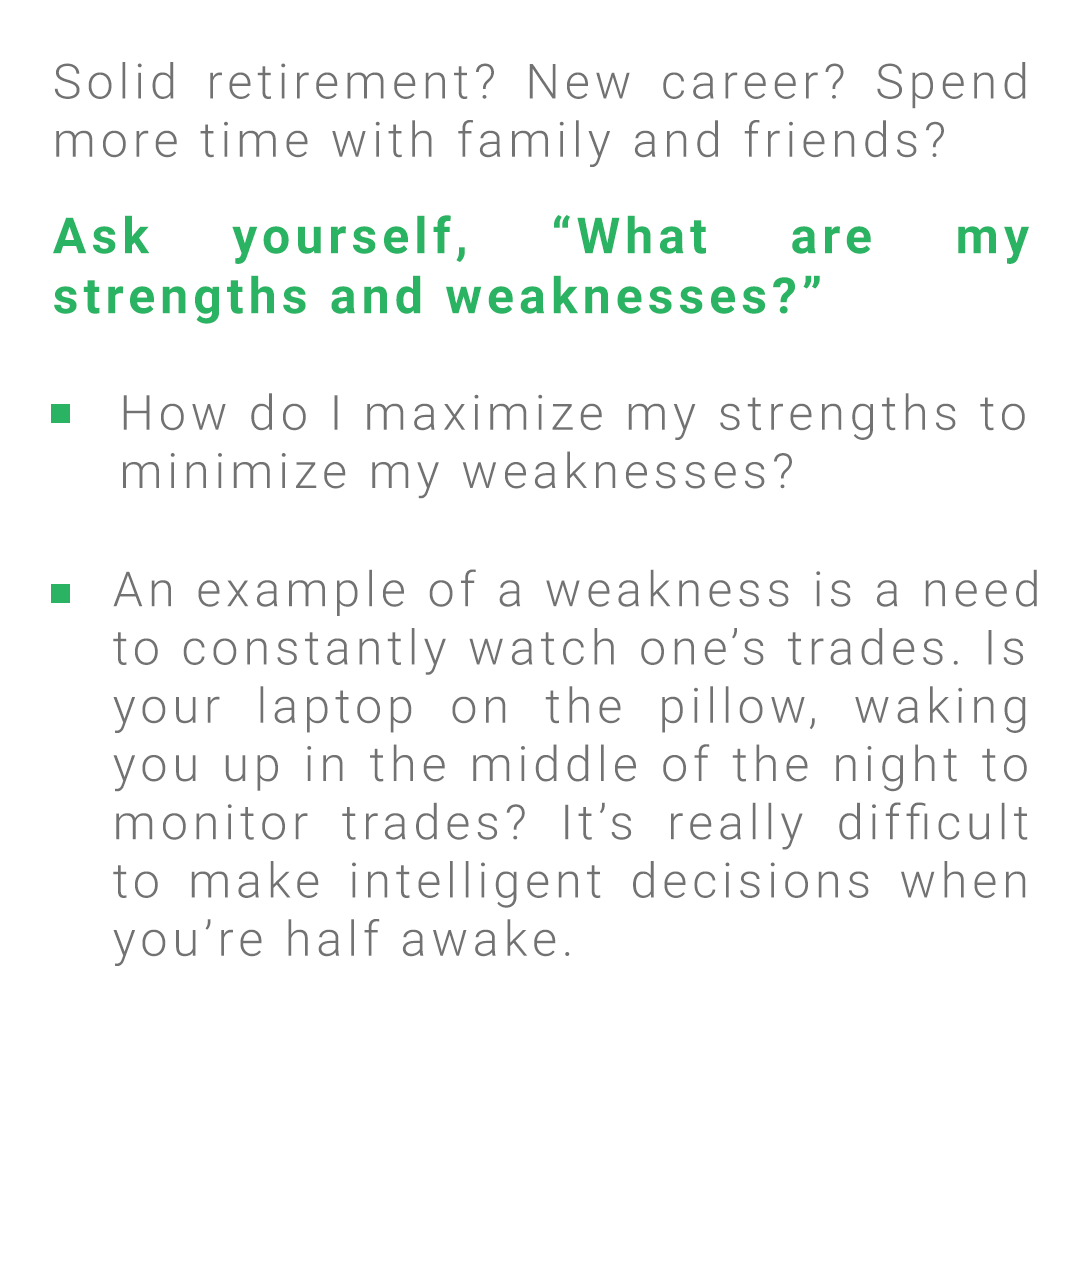 Solid retirement? New career? Spend
more time with family and friends?
Ask yourself, “What are my
strengths and weaknesses?”
How do I maximize my strengths to
minimize my weaknesses?
An example of a weakness is a need
to constantly watch one’s trades. Is
your laptop on the pillow, waking
you up in the middle of the night to
monitor trades? It’s really difficult
to make intelligent decisions when
you’re half awake.